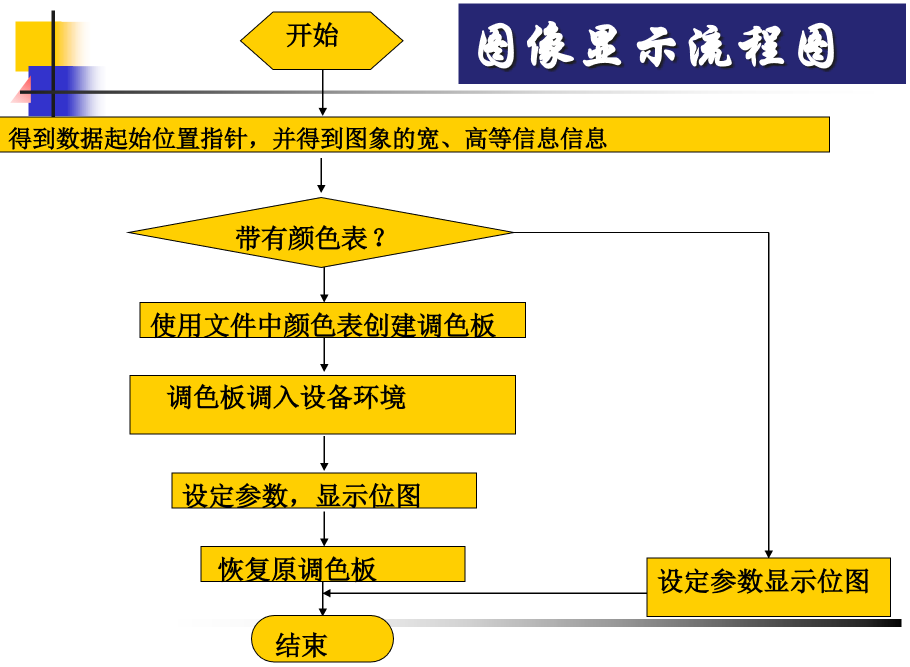 图像显示流程图
开始
得到数据起始位置指针，并得到图象的宽、高等信息信息
带有颜色表？
使用文件中颜色表创建调色板
调色板调入设备环境
设定参数，显示位图
恢复原调色板
设定参数显示位图
结束